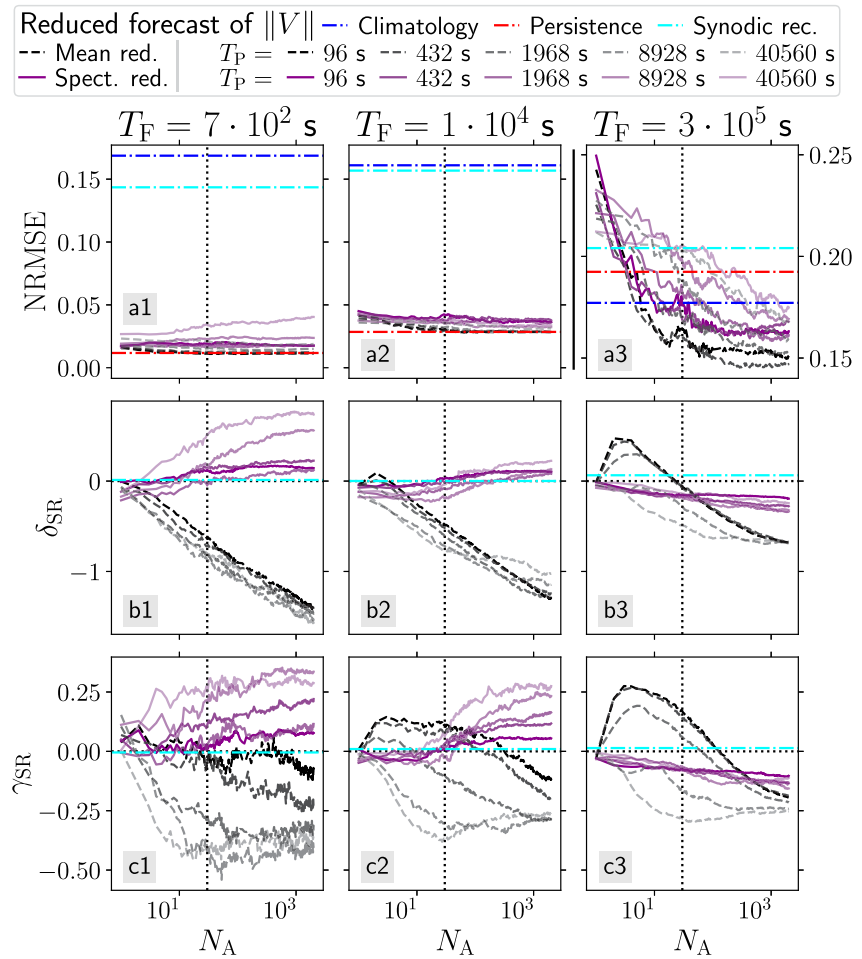 Reduced forecast of ‖V‖ Climatology Persistence Synodic rec.
Mean red. T_P = 96 s 432 s 1968 s 8928 s 40560 s
Spect. red. T_P = 96 s 432 s 1968 s 8928 s 40560 s
T_F = 7 · 10² s T_F = 1 · 10⁴ s T_F = 3 · 10⁵ s
NRMSE
0.15
0.10
0.05
0.00
0.25
0.20
0.15
a1 a2 a3
δ_SR
0
−1
b1 b2 b3
γ_SR
0.25
0.00
−0.25
−0.50
c1 c2 c3
10¹ 10³ 10¹ 10³ 10¹ 10³
N_A N_A N_A